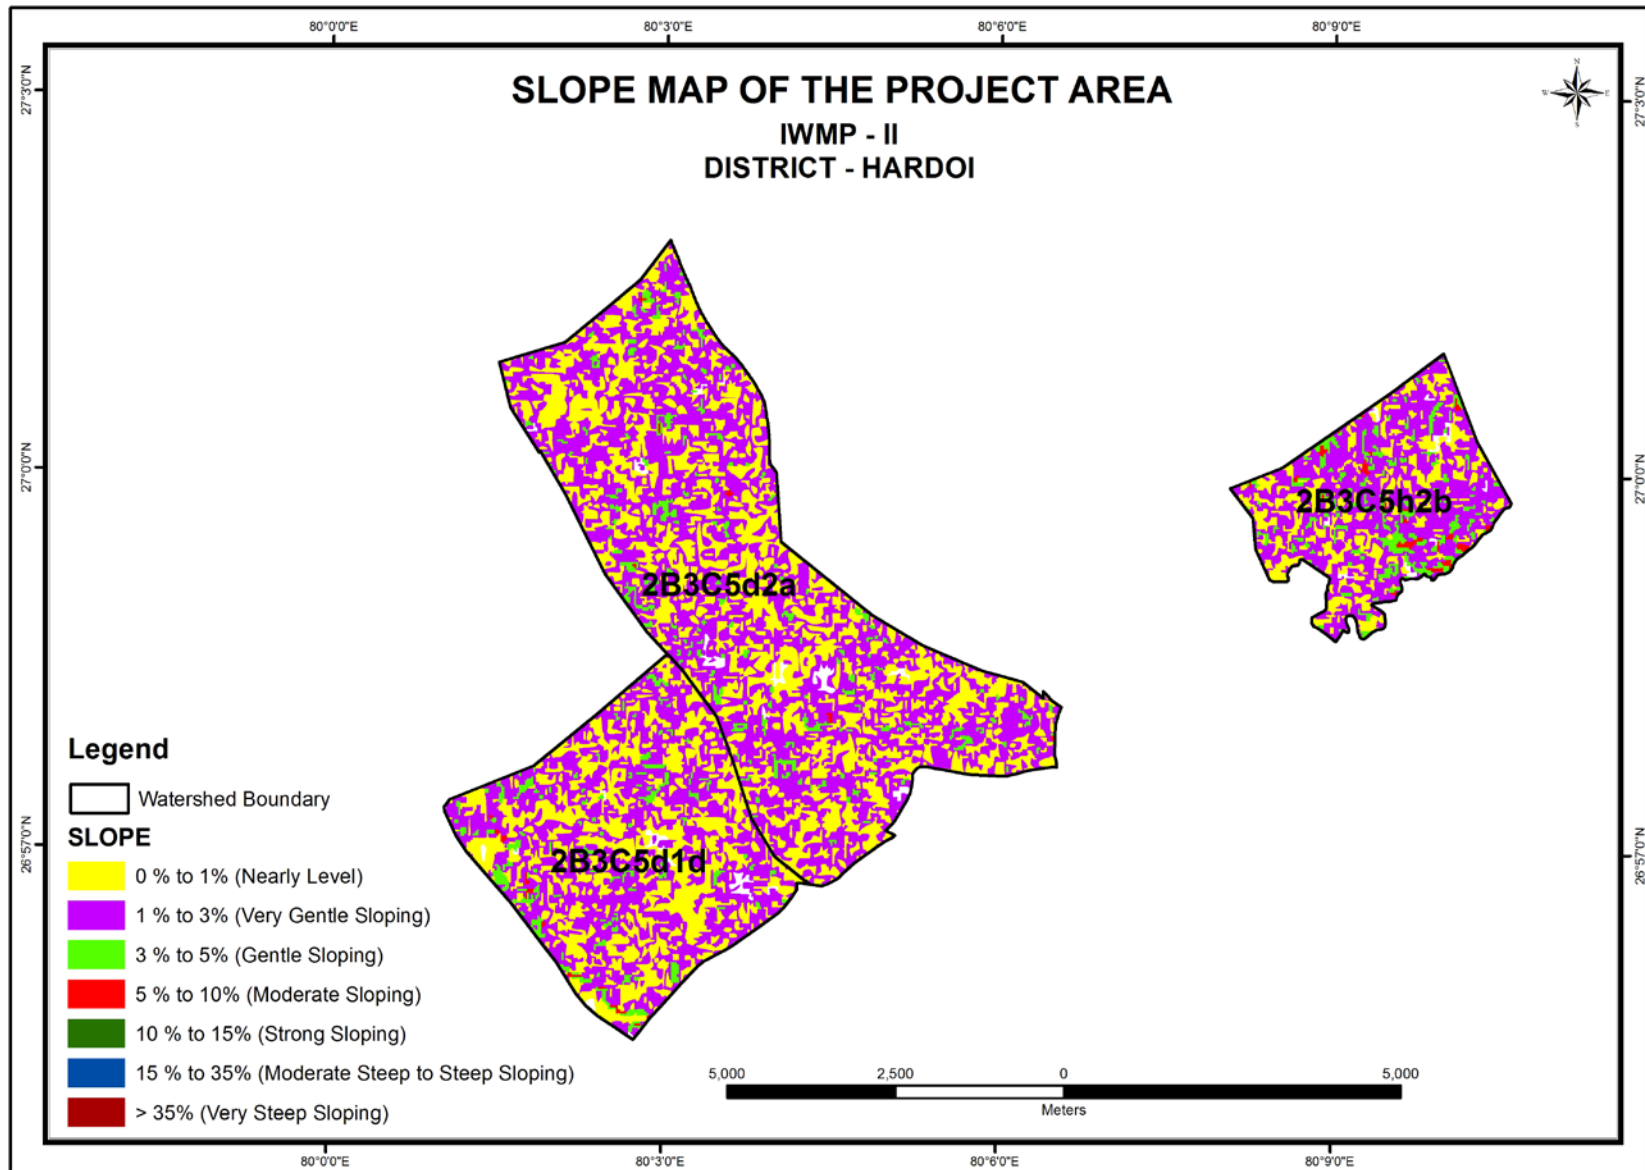 80°0'0"E 80°3'0"E 80°6'0"E 80°9'0"E
27°3'0"N
27°3'0"N
SLOPE MAP OF THE PROJECT AREA
IWMP - II
DISTRICT - HARDOI
N
W E
S
27°0'0"N
27°0'0"N
2B3C5h2b
2B3C5d2a
2B3C5d1d
26°57'0"N
26°57'0"N
Legend
Watershed Boundary
SLOPE
0 % to 1% (Nearly Level)
1 % to 3% (Very Gentle Sloping)
3 % to 5% (Gentle Sloping)
5 % to 10% (Moderate Sloping)
10 % to 15% (Strong Sloping)
15 % to 35% (Moderate Steep to Steep Sloping)
> 35% (Very Steep Sloping)
5,000 2,500 0 5,000
Meters
80°0'0"E 80°3'0"E 80°6'0"E 80°9'0"E